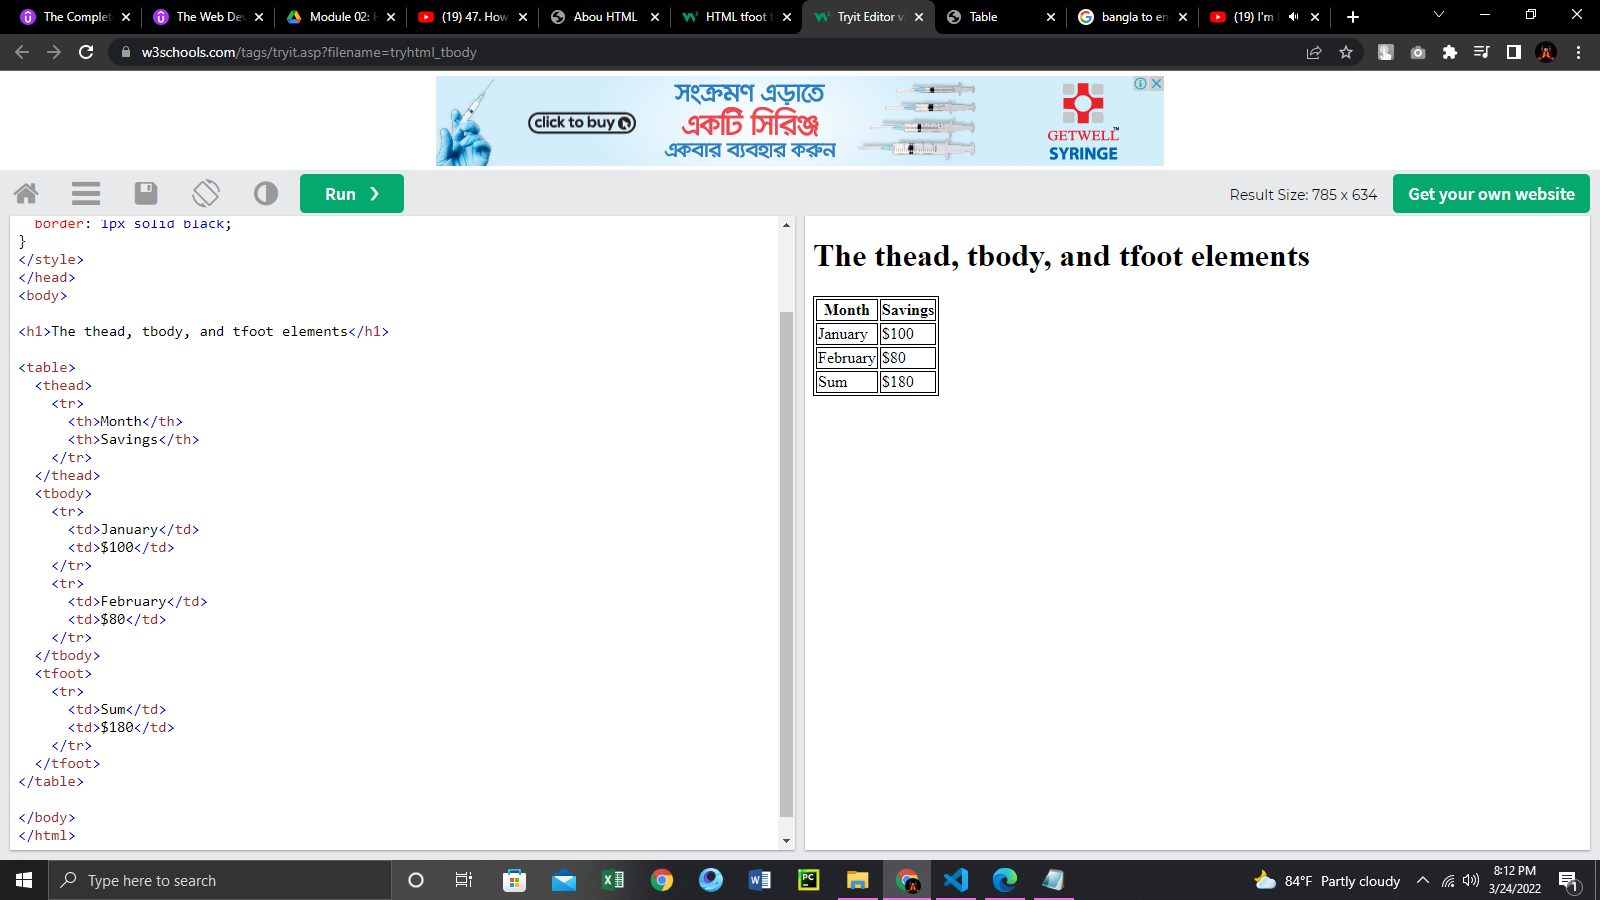 The Complet
The Web De
Module 02: H
(19) 47. How
Abou HTML
HTML tfoot t
Tryit Editor v
Table
bangla to en
(19) I'm
w3schools.com/tags/tryit.asp?filename=tryhtml_tbody
click to buy
সংক্রমণ এড়াতে
একটি সিরিঞ্জ
একবার ব্যবহার করুন
GETWELL™
SYRINGE
Run ❯
Result Size: 785 x 634
Get your own website
border: 1px solid black;
}
</style>
</head>
<body>
<h1>The thead, tbody, and tfoot elements</h1>
<table>
<thead>
<tr>
<th>Month</th>
<th>Savings</th>
</tr>
</thead>
<tbody>
<tr>
<td>January</td>
<td>$100</td>
</tr>
<tr>
<td>February</td>
<td>$80</td>
</tr>
</tbody>
<tfoot>
<tr>
<td>Sum</td>
<td>$180</td>
</tr>
</tfoot>
</table>
</body>
</html>
The thead, tbody, and tfoot elements
Month Savings
January $100
February $80
Sum $180
Type here to search
84°F Partly cloudy
8:12 PM
3/24/2022
1